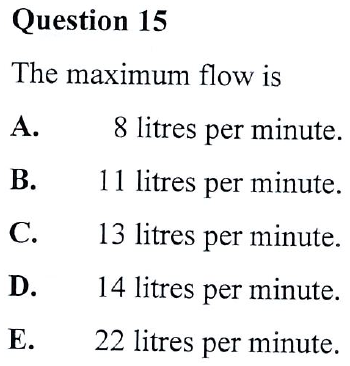 Question 15
The maximum flow is
A. 8 litres per minute.
B. 11 litres per minute.
C. 13 litres per minute.
D. 14 litres per minute.
E. 22 litres per minute.